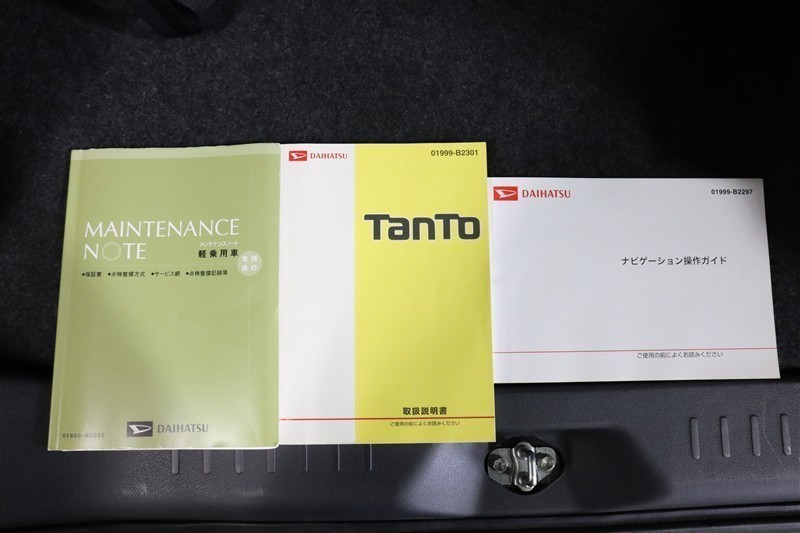 MAINTENANCE
NOTE
メンテナンスノート
軽乗用車
常時
携行
•保証書 •点検整備方式 •サービス網 •点検整備記録簿
DAIHATSU
DAIHATSU
01999-B2301
TanTo
取扱説明書
ご使用の前によくお読みください
DAIHATSU
01999-B2297
ナビゲーション操作ガイド
ご使用の前によくお読みください